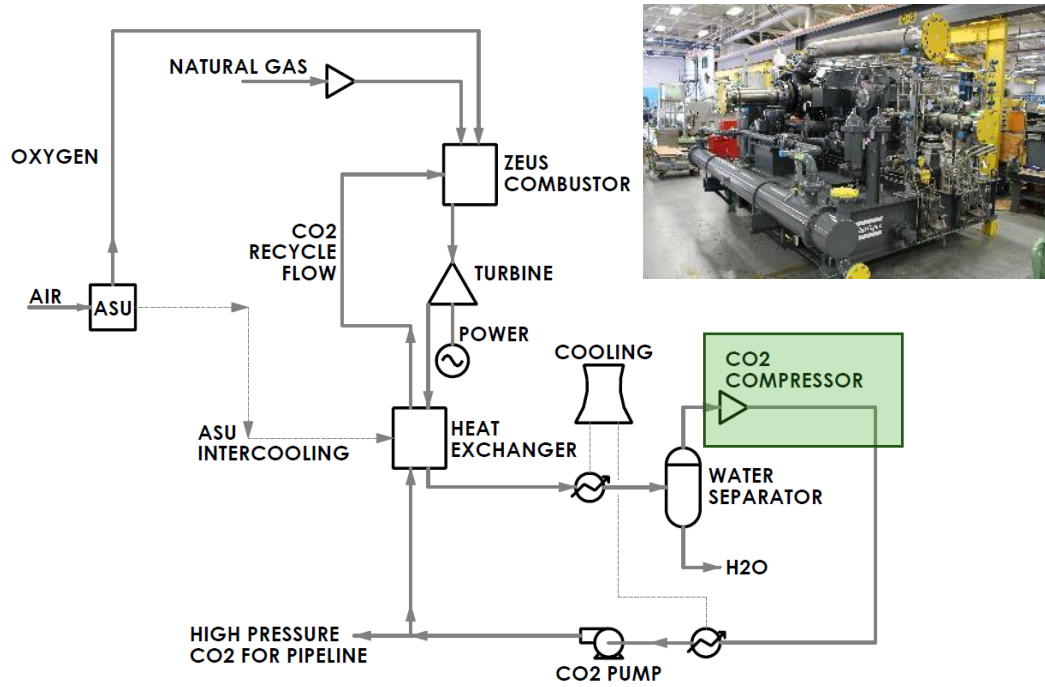 NATURAL GAS
OXYGEN
ZEUS
COMBUSTOR
CO2
RECYCLE
FLOW
TURBINE
AIR
ASU
POWER
COOLING
CO2
COMPRESSOR
ASU
INTERCOOLING
HEAT
EXCHANGER
WATER
SEPARATOR
H2O
HIGH PRESSURE
CO2 FOR PIPELINE
CO2 PUMP